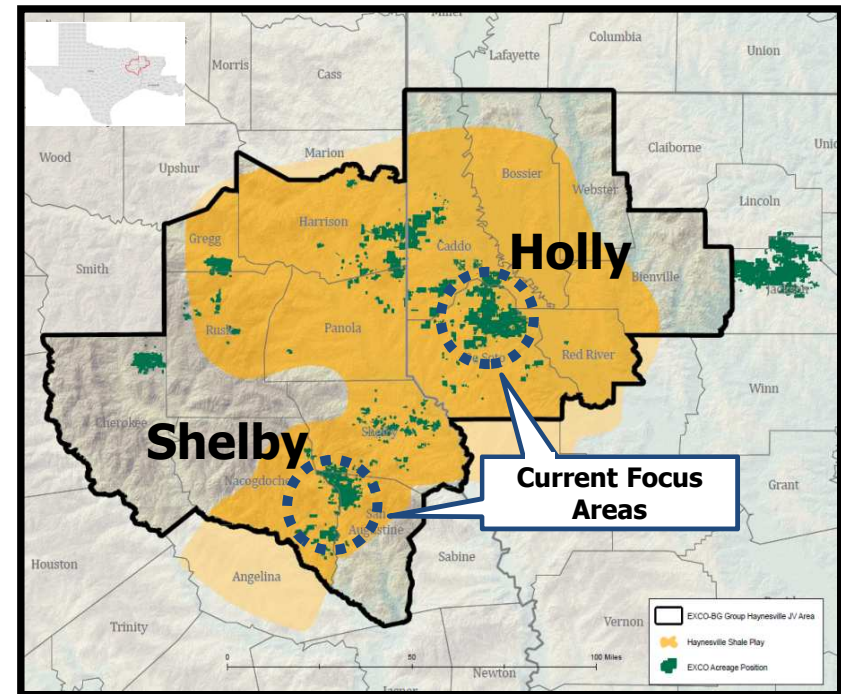 Columbia
Union
Lafayette
Morris
Cass
Wood
Upshur
Marion
Bossier
Claiborne
Webster
Lincoln
Harrison
Gregg
Caddo
Holly
Smith
Bienville
Rusk
Panola
Red River
Winn
Cherokee
Shelby
Shelby
Nacogdoches
Current Focus
Areas
Grant
San
Augustine
Sabine
Houston
Angelina
Trinity
Vernon
Newton
0
50
100 Miles
EXCO-BG Group Haynesville JV Area
Haynesville Shale Play
EXCO Acreage Position